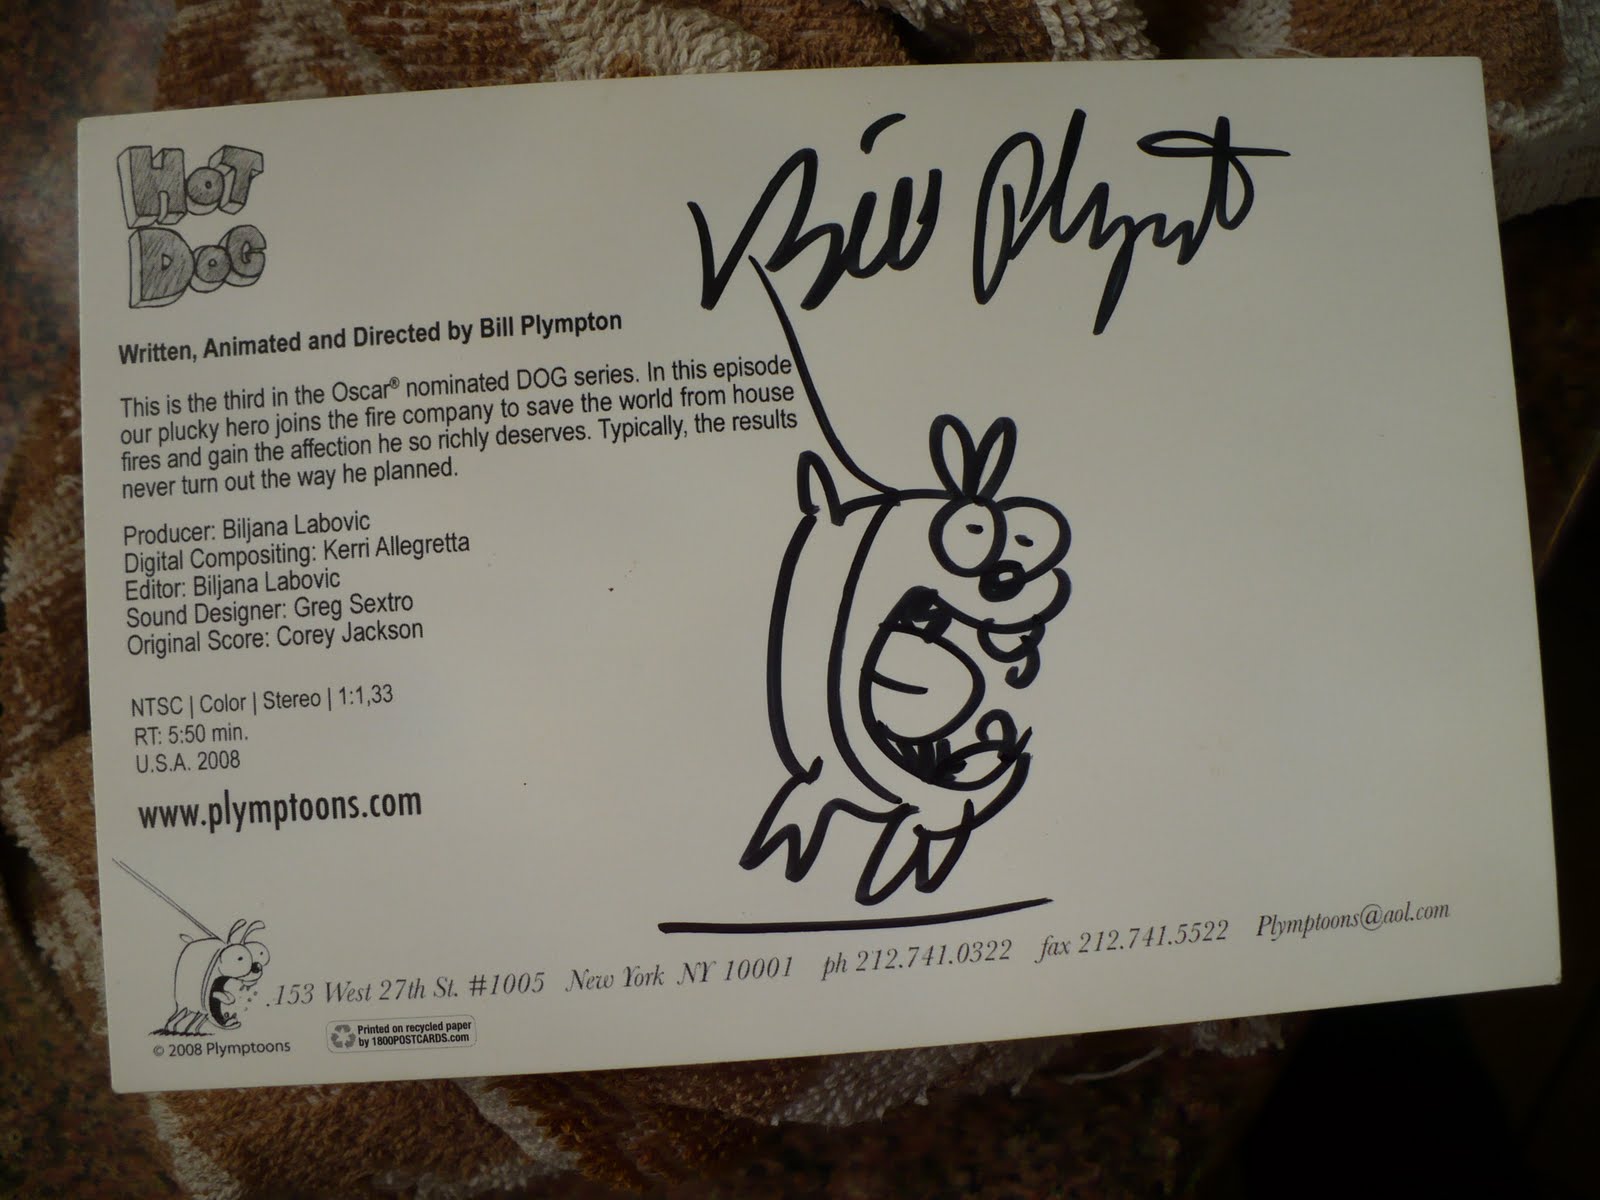 HOT
DOG
Bill Plympton
Written, Animated and Directed by Bill Plympton
This is the third in the Oscar® nominated DOG series. In this episode
our plucky hero joins the fire company to save the world from house
fires and gain the affection he so richly deserves. Typically, the results
never turn out the way he planned.
Producer: Biljana Labovic
Digital Compositing: Kerri Allegretta
Editor: Biljana Labovic
Sound Designer: Greg Sextro
Original Score: Corey Jackson
NTSC | Color | Stereo | 1:1,33
RT: 5:50 min.
U.S.A. 2008
www.plymptoons.com
153 West 27th St. #1005 New York NY 10001 ph 212.741.0322 fax 212.741.5522 Plymptoons@aol.com
© 2008 Plymptoons
Printed on recycled paper
by 1800POSTCARDS.com